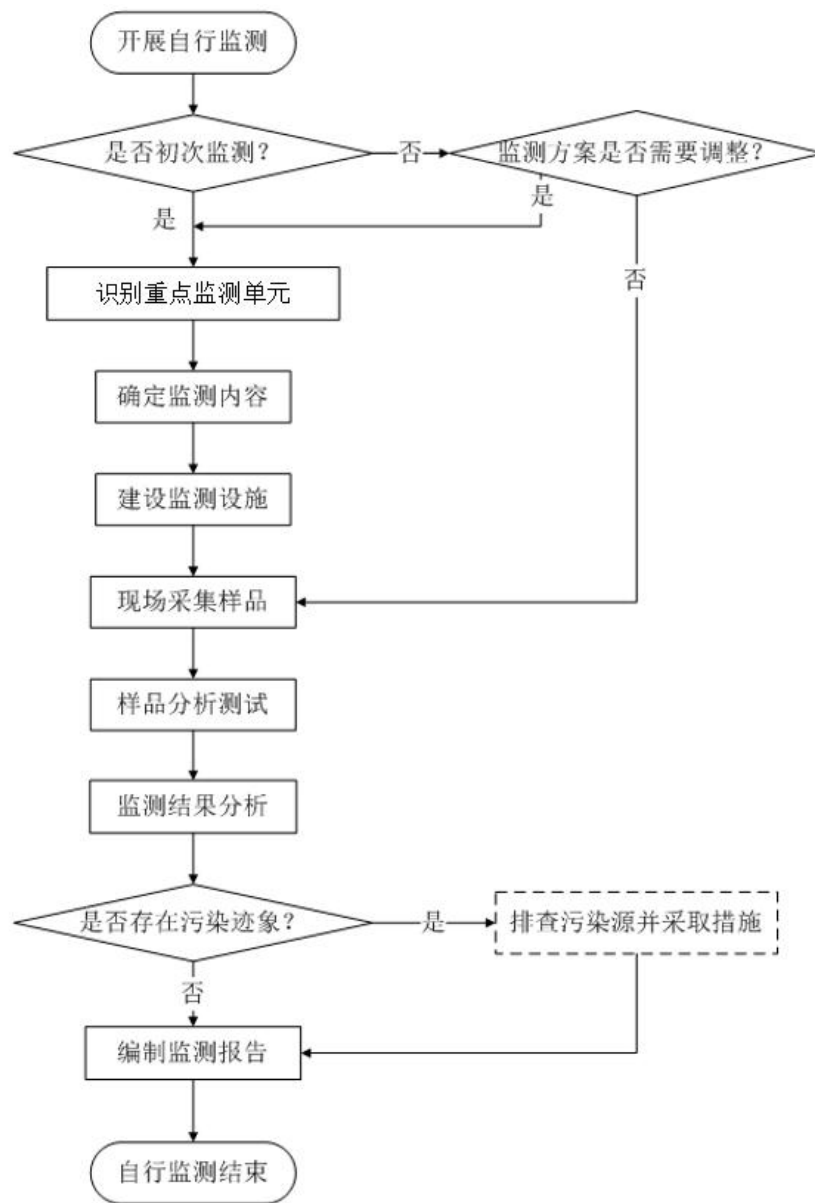 开展自行监测
是否初次监测?
否
监测方案是否需要调整?
是
是
识别重点监测单元
否
确定监测内容
建设监测设施
现场采集样品
样品分析测试
监测结果分析
是否存在污染迹象?
是
排查污染源并采取措施
否
编制监测报告
自行监测结束